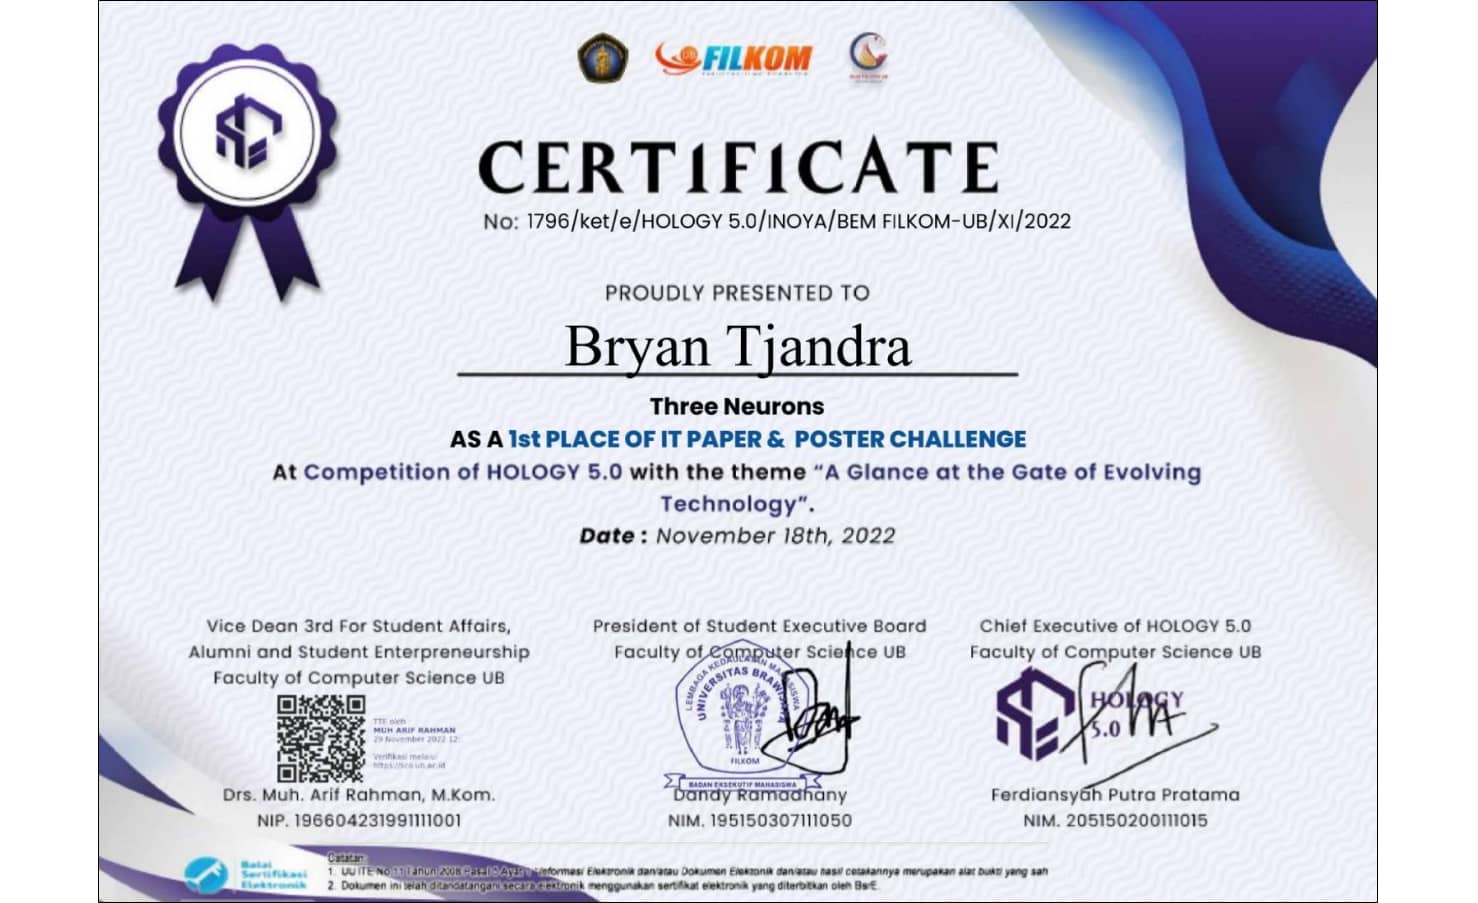 FILKOM
CERTIFICATE
No: 1796/ket/e/HOLOGY 5.0/INOYA/BEM FILKOM-UB/XI/2022
PROUDLY PRESENTED TO
Bryan Tjandra
Three Neurons
AS A 1st PLACE OF IT PAPER & POSTER CHALLENGE
At Competition of HOLOGY 5.0 with the theme “A Glance at the Gate of Evolving
Technology”.
Date : November 18th, 2022
Vice Dean 3rd For Student Affairs,
Alumni and Student Enterpreneurship
Faculty of Computer Science UB
TTE oleh
MUH ARIF RAHMAN
29 November 2022 12:
Verifikasi melalui
Drs. Muh. Arif Rahman, M.Kom.
NIP. 196604231991111001
President of Student Executive Board
Faculty of Computer Science UB
LEMBAGA KEDAULATAN MAHASISWA
UNIVERSITAS BRAWIJAYA
FILKOM
BADAN EKSEKUTIF MAHASISWA
Dandy Ramadhany
NIM. 195150307111050
Chief Executive of HOLOGY 5.0
Faculty of Computer Science UB
HOLOGY
5.0
Ferdiansyah Putra Pratama
NIM. 205150200111015
Balai
Sertifikasi
Elektronik
Catatan:
1. UU ITE No 11 Tahun 2008 Pasal 5 Ayat 1 "Informasi Elektronik dan/atau Dokumen Elektronik dan/atau hasil cetakannya merupakan alat bukti yang sah
2. Dokumen ini telah ditandatangani secara elektronik menggunakan sertifikat elektronik yang diterbitkan oleh BsrE.